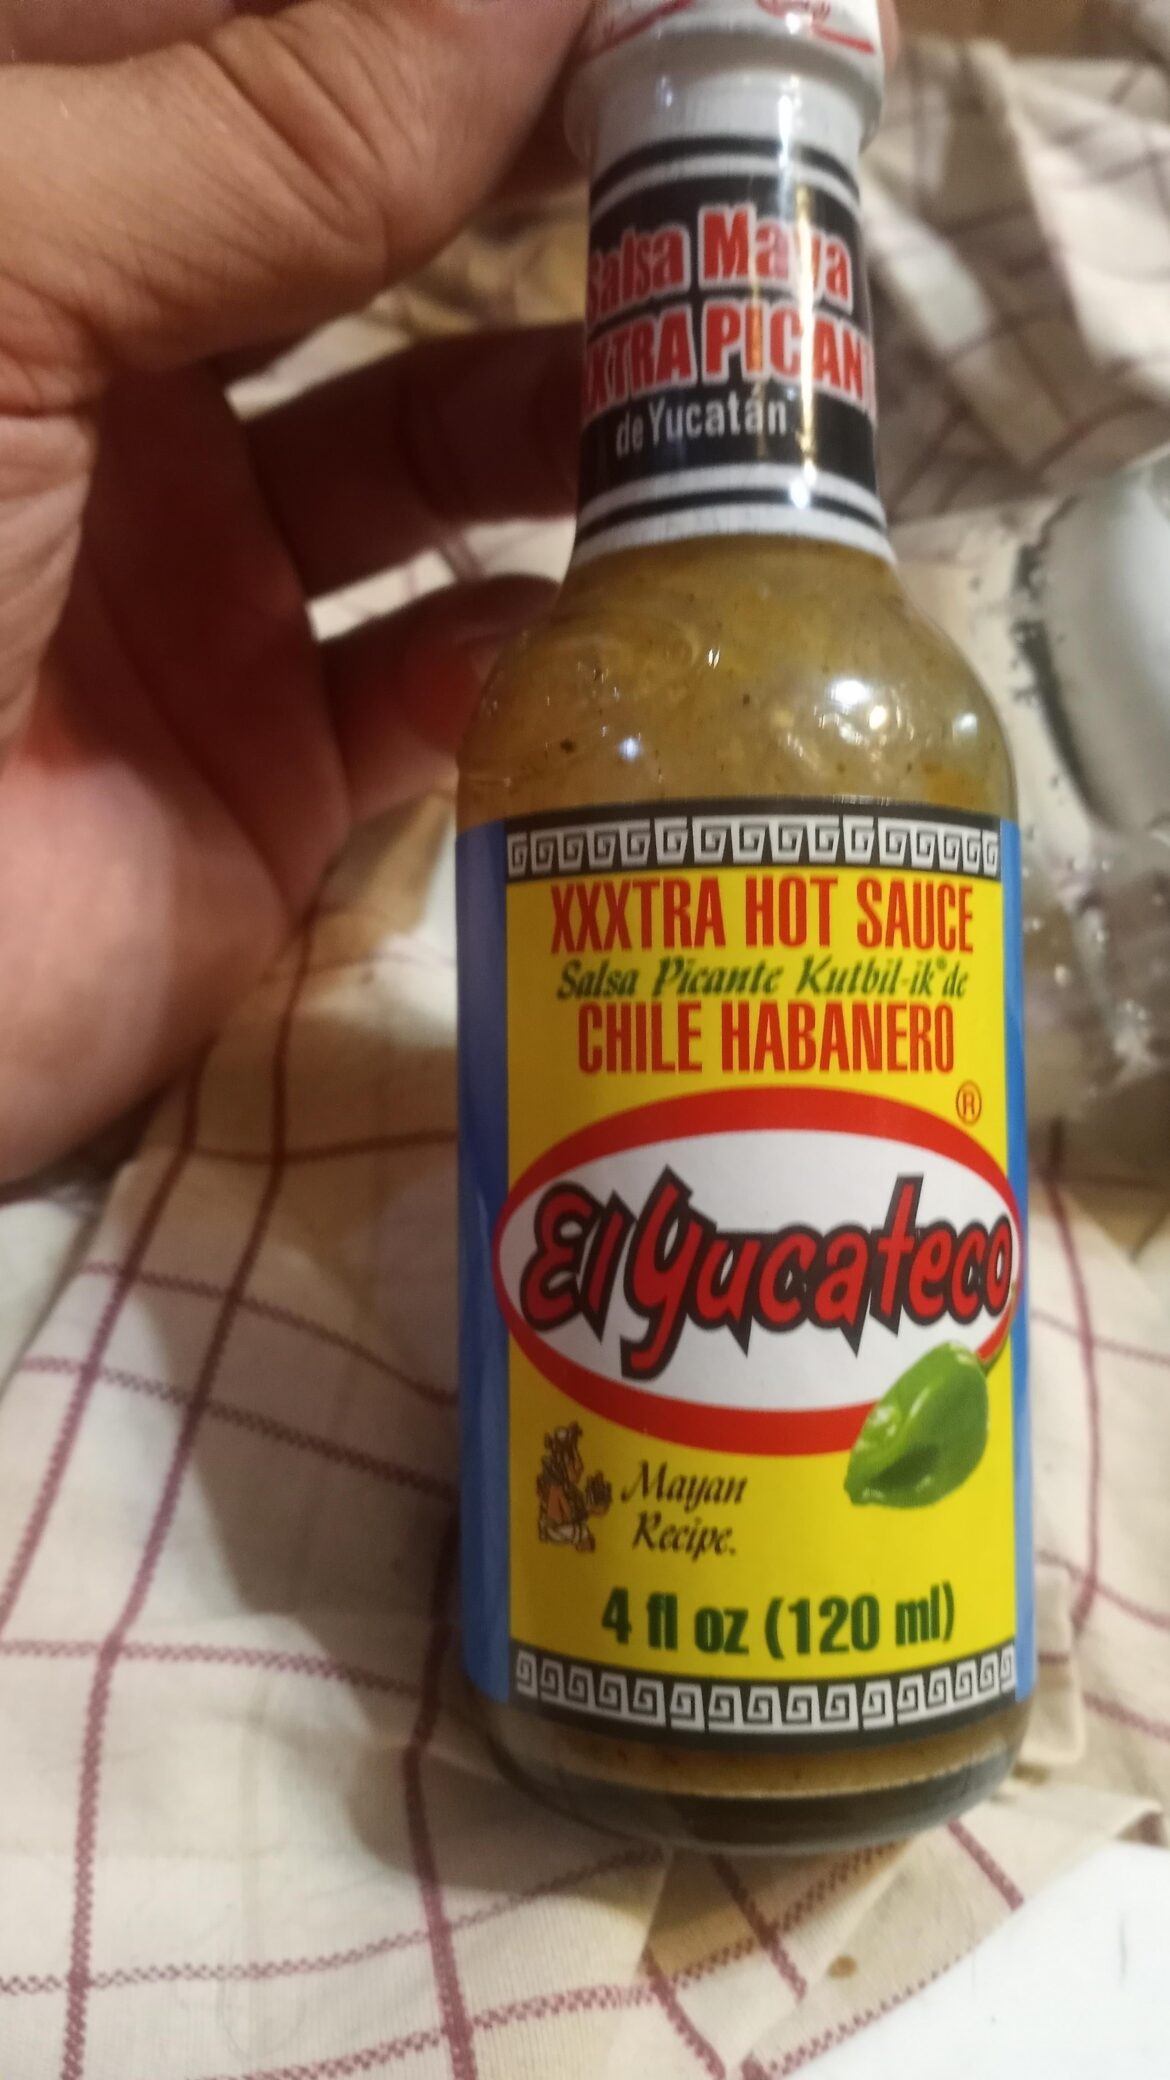 Salsa Maya
de Yucatán
XXXTRA HOT SAUCE
Salsa Picante Kutbil-ik® de
CHILE HABANERO
®
El Yucateco
Mayan
Recipe.
4 fl oz (120 ml)